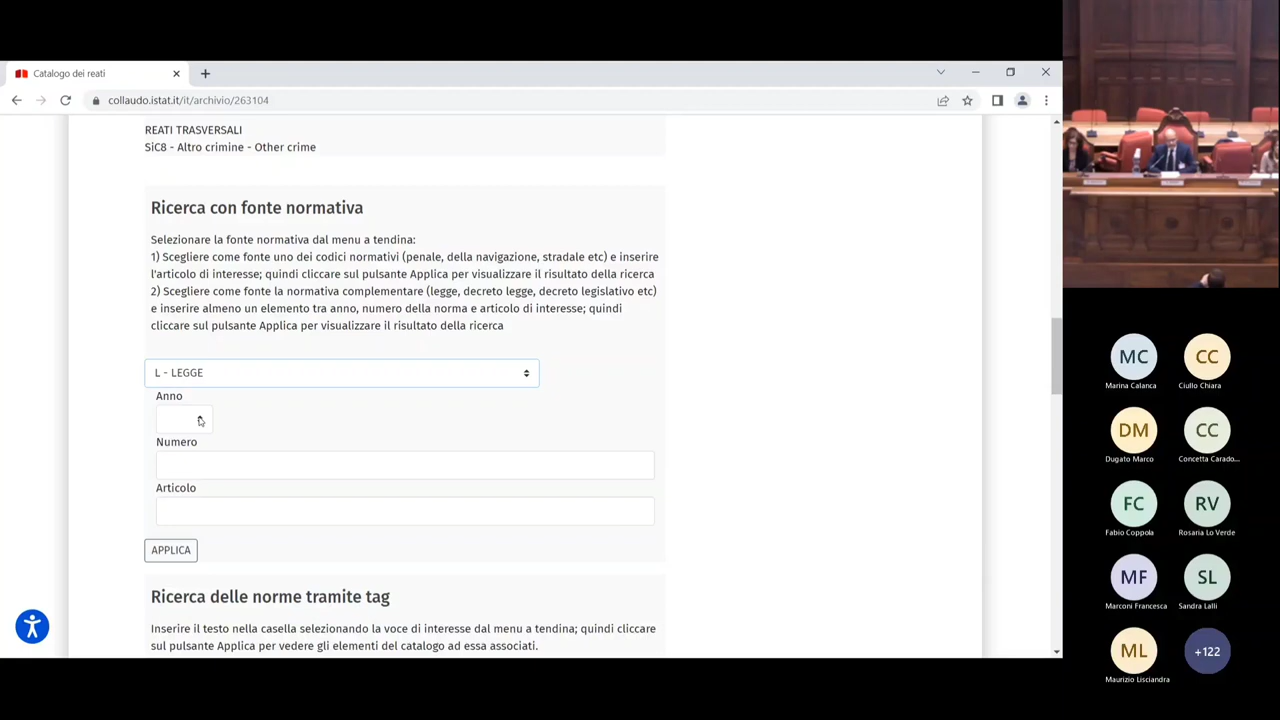 Catalogo dei reati
collaudo.istat.it/it/archivio/263104
REATI TRASVERSALI
SiC8 - Altro crimine - Other crime
Ricerca con fonte normativa
Selezionare la fonte normativa dal menu a tendina:
1) Scegliere come fonte uno dei codici normativi (penale, della navigazione, stradale etc) e inserire
l'articolo di interesse; quindi cliccare sul pulsante Applica per visualizzare il risultato della ricerca
2) Scegliere come fonte la normativa complementare (legge, decreto legge, decreto legislativo etc)
e inserire almeno un elemento tra anno, numero della norma e articolo di interesse; quindi
cliccare sul pulsante Applica per visualizzare il risultato della ricerca
L - LEGGE
Anno
Numero
Articolo
APPLICA
Ricerca delle norme tramite tag
Inserire il testo nella casella selezionando la voce di interesse dal menu a tendina; quindi cliccare
sul pulsante Applica per vedere gli elementi del catalogo ad essa associati.
MC CC
Marina Calanca Ciullo Chiara
DM CC
Dugato Marco Concetta Carado...
FC RV
Fabio Coppola Rosaria Lo Verde
MF SL
Marconi Francesca Sandra Lalli
ML +122
Maurizio Lisciandra